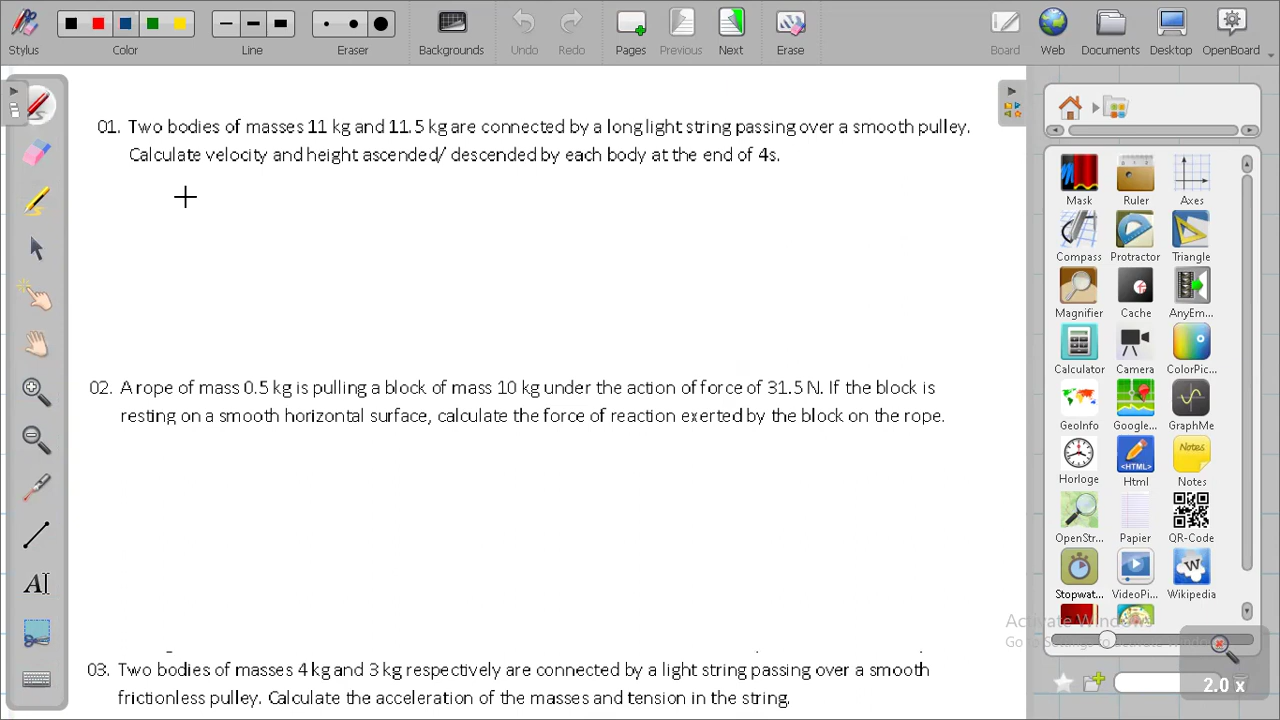 Stylus Color Line Eraser Backgrounds Undo Redo Pages Previous Next Erase Board Web Documents Desktop OpenBoard
01. Two bodies of masses 11 kg and 11.5 kg are connected by a long light string passing over a smooth pulley.
Calculate velocity and height ascended/ descended by each body at the end of 4s.
02. A rope of mass 0.5 kg is pulling a block of mass 10 kg under the action of force of 31.5 N. If the block is
resting on a smooth horizontal surface, calculate the force of reaction exerted by the block on the rope.
03. Two bodies of masses 4 kg and 3 kg respectively are connected by a light string passing over a smooth
frictionless pulley. Calculate the acceleration of the masses and tension in the string.
Mask Ruler Axes
Compass Protractor Triangle
Magnifier Cache AnyEm...
Calculator Camera ColorPic...
GeoInfo Google... GraphMe
Notes
<HTML>
Horloge Html Notes
OpenStr... Papier QR-Code
W
Stopwat... VideoPi... Wikipedia
Activate Windows
2.0 x